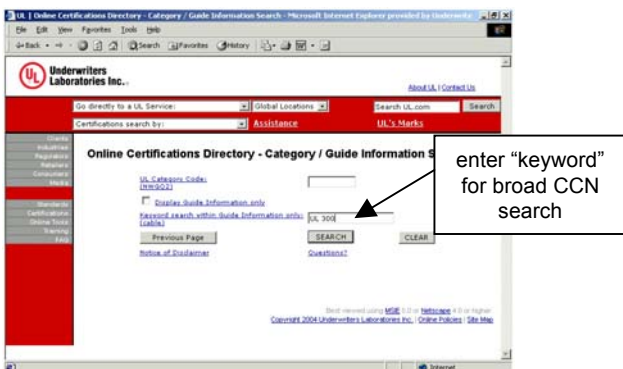 UL | Online Certifications Directory - Category / Guide Information Search - Microsoft Internet Explorer provided by Underwrite
File Edit View Favorites Tools Help
Back Search Favorites History
Underwriters
Laboratories Inc.
About UL | Contact Us
Go directly to a UL Service: Global Locations Search UL.com Search
Certifications search by: Assistance UL's Marks
Clients
Industries
Regulators
Retailers
Consumers
Media
Standards
Certifications
Online Tools
Training
FAQ
Online Certifications Directory - Category / Guide Information S
enter “keyword”
for broad CCN
search
UL Category Code:
(NWGQ2)
Display Guide Information only
Keyword search within Guide Information only: UL 300
(cable)
Previous Page SEARCH CLEAR
Notice of Disclaimer Questions?
Best viewed using MSIE 5.0 or Netscape 4.0 or higher.
Copyright 2004 Underwriters Laboratories Inc. | Online Policies | Site Map
Internet